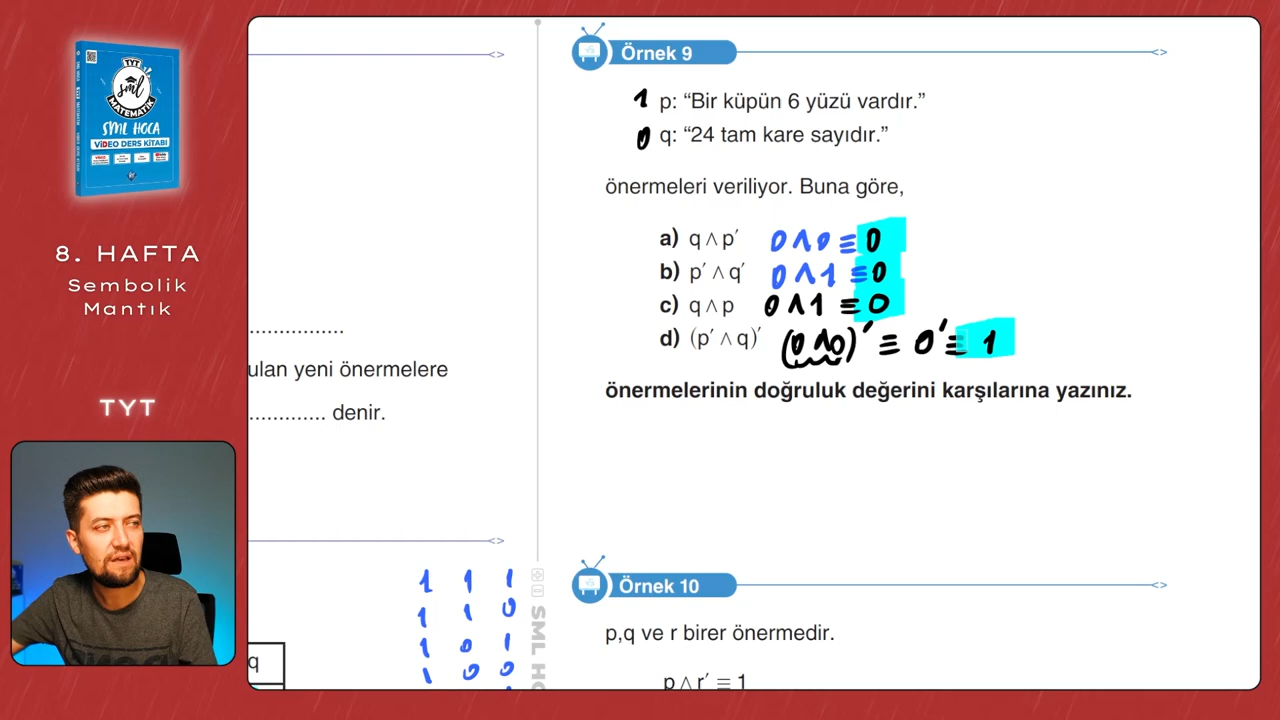 TYT
sml
MATEMATİK
SML HOCA
VİDEO DERS KİTABI
8. HAFTA
Sembolik
Mantık
TYT
................
ulan yeni önermelere
............. denir.
1 1 1
1 1 0
1 0 1
1 0 0
q
SML HO
Örnek 9
1 p: “Bir küpün 6 yüzü vardır.”
0 q: “24 tam kare sayıdır.”
önermeleri veriliyor. Buna göre,
a) q ∧ p′ 0 ∧ 0 ≡ 0
b) p′ ∧ q′ 0 ∧ 1 ≡ 0
c) q ∧ p 0 ∧ 1 ≡ 0
d) (p′ ∧ q)′ (0 ∧ 0)′ ≡ 0′ ≡ 1
önermelerinin doğruluk değerini karşılarına yazınız.
Örnek 10
p,q ve r birer önermedir.
p ∧ r′ ≡ 1